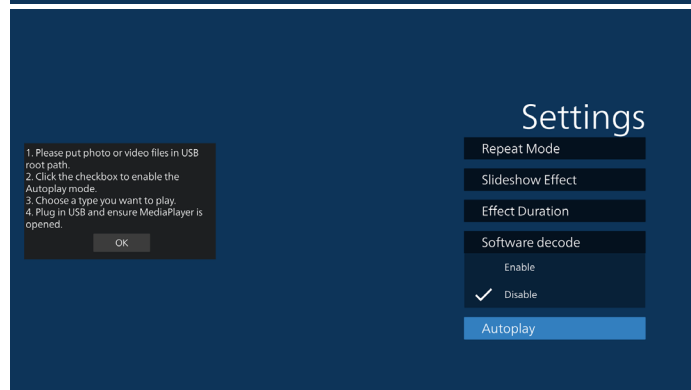 Settings
1. Please put photo or video files in USB
root path.
2. Click the checkbox to enable the
Autoplay mode.
3. Choose a type you want to play.
4. Plug in USB and ensure MediaPlayer is
opened.
OK
Repeat Mode
Slideshow Effect
Effect Duration
Software decode
Enable
Disable
Autoplay